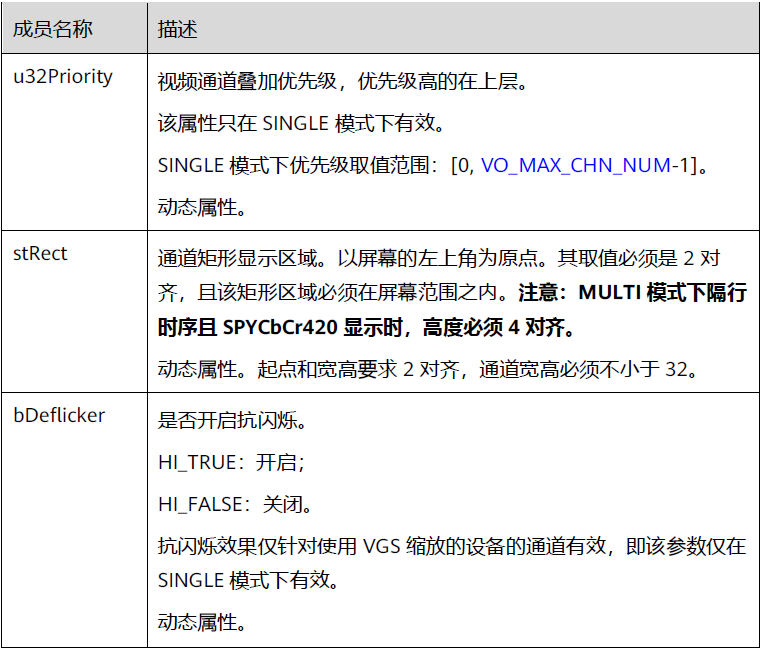 成员名称
描述
u32Priority
视频通道叠加优先级，优先级高的在上层。
该属性只在 SINGLE 模式下有效。
SINGLE 模式下优先级取值范围：[0, VO_MAX_CHN_NUM-1]。
动态属性。
stRect
通道矩形显示区域。以屏幕的左上角为原点。其取值必须是 2 对
齐，且该矩形区域必须在屏幕范围之内。注意：MULTI 模式下隔行
时序且 SPYCbCr420 显示时，高度必须 4 对齐。
动态属性。起点和宽高要求 2 对齐，通道宽高必须不小于 32。
bDeflicker
是否开启抗闪烁。
HI_TRUE：开启；
HI_FALSE：关闭。
抗闪烁效果仅针对使用 VGS 缩放的设备的通道有效，即该参数仅在
SINGLE 模式下有效。
动态属性。